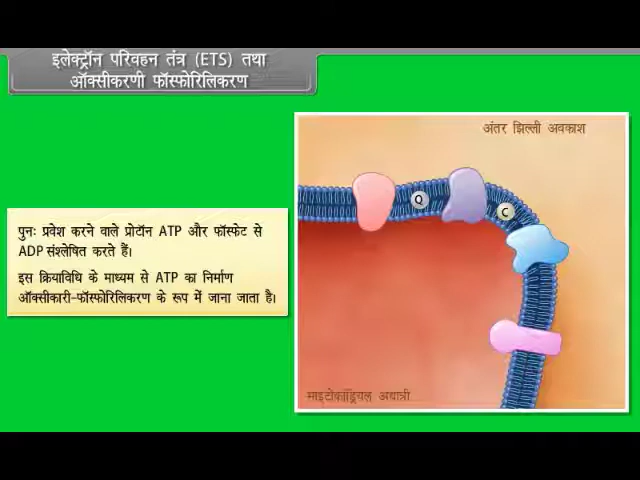 इलेक्ट्रॉन परिवहन तंत्र (ETS) तथा
ऑक्सीकरणी फॉस्फोरिलिकरण
अंतर झिल्ली अवकाश
Q
C
पुनः प्रवेश करने वाले प्रोटॉन ATP और फॉस्फेट से
ADP संश्लेषित करते हैं।
इस क्रियाविधि के माध्यम से ATP का निर्माण
ऑक्सीकारी-फॉस्फोरिलिकरण के रूप में जाना जाता है।
माइटोकॉंड्रियल अधात्री